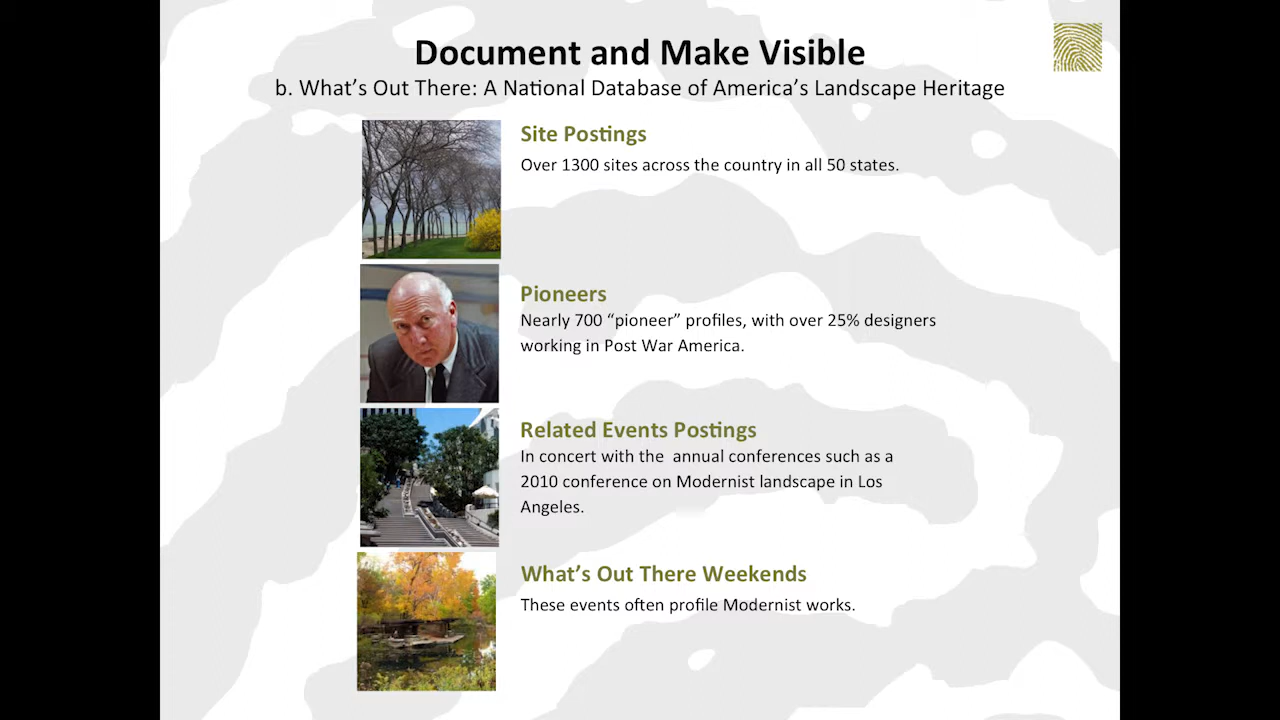 Document and Make Visible
b. What’s Out There: A National Database of America’s Landscape Heritage
Site Postings
Over 1300 sites across the country in all 50 states.
Pioneers
Nearly 700 “pioneer” profiles, with over 25% designers
working in Post War America.
Related Events Postings
In concert with the  annual conferences such as a
2010 conference on Modernist landscape in Los
Angeles.
What’s Out There Weekends
These events often profile Modernist works.